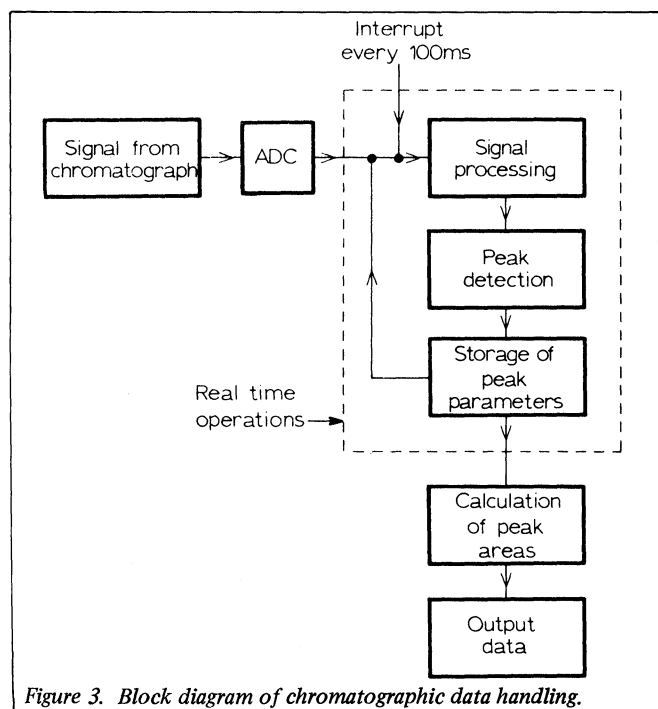 Interrupt
every 100ms
Signal from
chromatograph
ADC
Signal
processing
Peak
detection
Storage of
peak
parameters
Real time
operations
Calculation
of peak
areas
Output
data
Figure 3. Block diagram of chromatographic data handling.